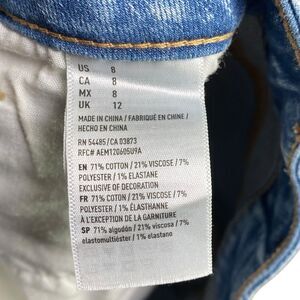 US 8
CA 8
MX 8
UK 12
MADE IN CHINA / FABRIQUÉ EN CHINE /
HECHO EN CHINA
RN 54485/CA 03873
RFC# AEM120605U9A
EN 71% COTTON / 21% VISCOSE / 7%
POLYESTER / 1% ELASTANE
EXCLUSIVE OF DECORATION
FR 71% COTON / 21% VISCOSE / 7%
POLYESTER / 1% ÉLASTHANNE
À L'EXCEPTION DE LA GARNITURE
SP 71% algodón / 21% viscosa / 7%
elastomultiéster / 1% elastano